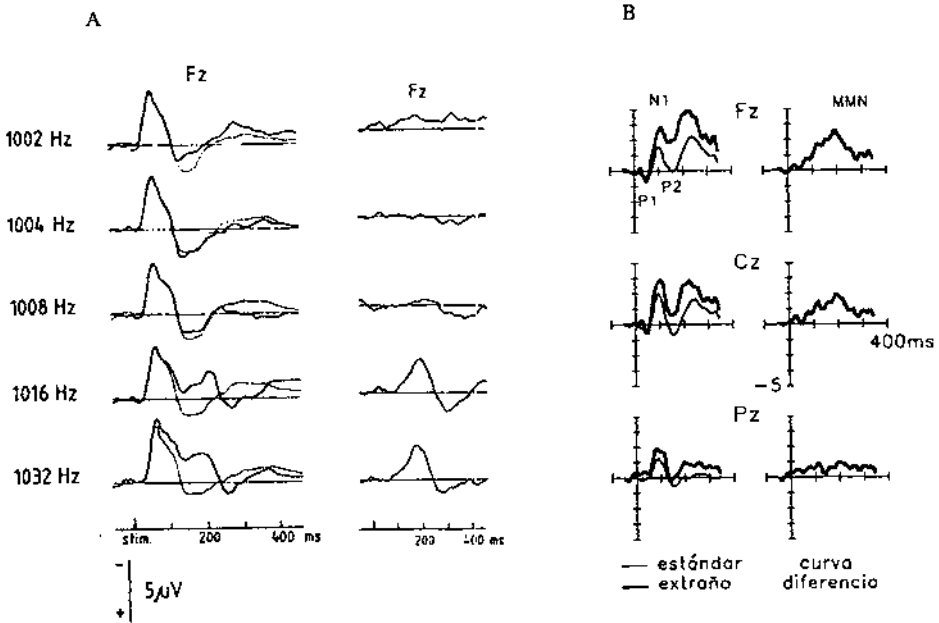 A
Fz
Fz
1002 Hz
1004 Hz
1008 Hz
1016 Hz
1032 Hz
stim. 200 400 ms
200 400 ms
-
+
5µV
B
N1
Fz
MMN
P2
P1
Cz
400ms
-5
Pz
estándar
extraño
curva
diferencia